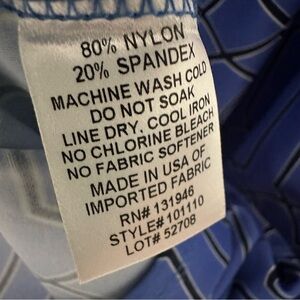 80% NYLON
20% SPANDEX
MACHINE WASH COLD
DO NOT SOAK
LINE DRY, COOL IRON
NO CHLORINE BLEACH
NO FABRIC SOFTENER
MADE IN USA OF
IMPORTED FABRIC
RN# 131946
STYLE# 101110
LOT# 52708